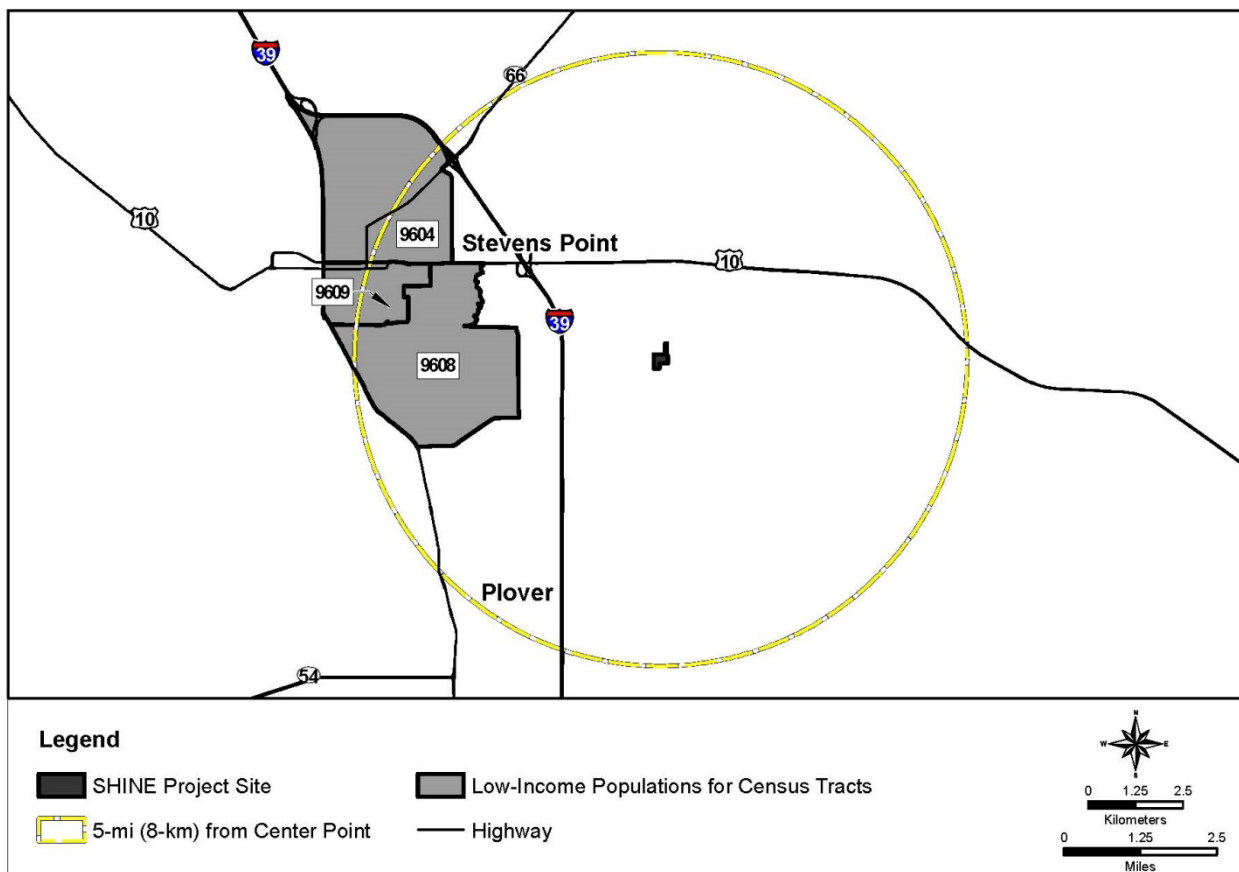 39
66
10
9604
Stevens Point
10
9609
39
9608
Plover
54
Legend
SHINE Project Site
Low-Income Populations for Census Tracts
5-mi (8-km) from Center Point
Highway
N
W E
S
0 1.25 2.5
Kilometers
0 1.25 2.5
Miles